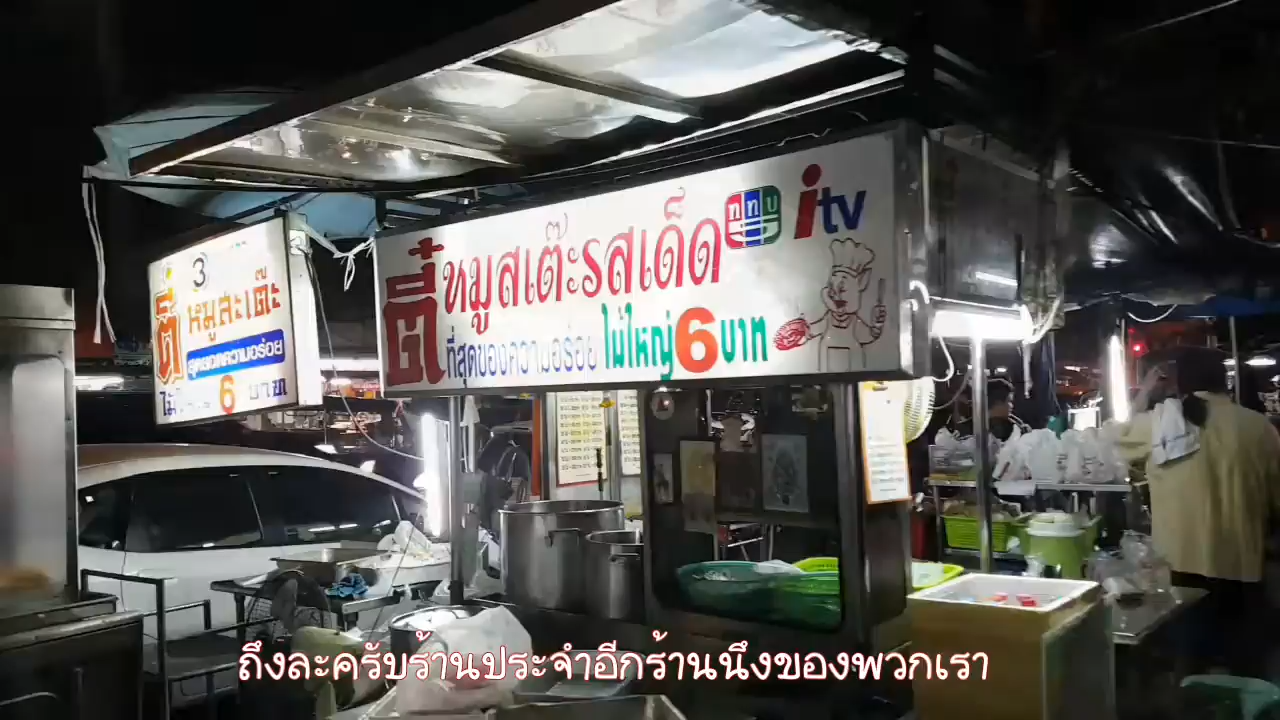 3
ตี๋
หมูสะเต๊ะ
สุดยอดความอร่อย
6 บาท
ตี๋
หมูสเต๊ะรสเด็ด
ททบ
itv
ที่สุดของความอร่อย ไม้ใหญ่ 6 บาท
ถึงละครับร้านประจำอีกร้านนึงของพวกเรา